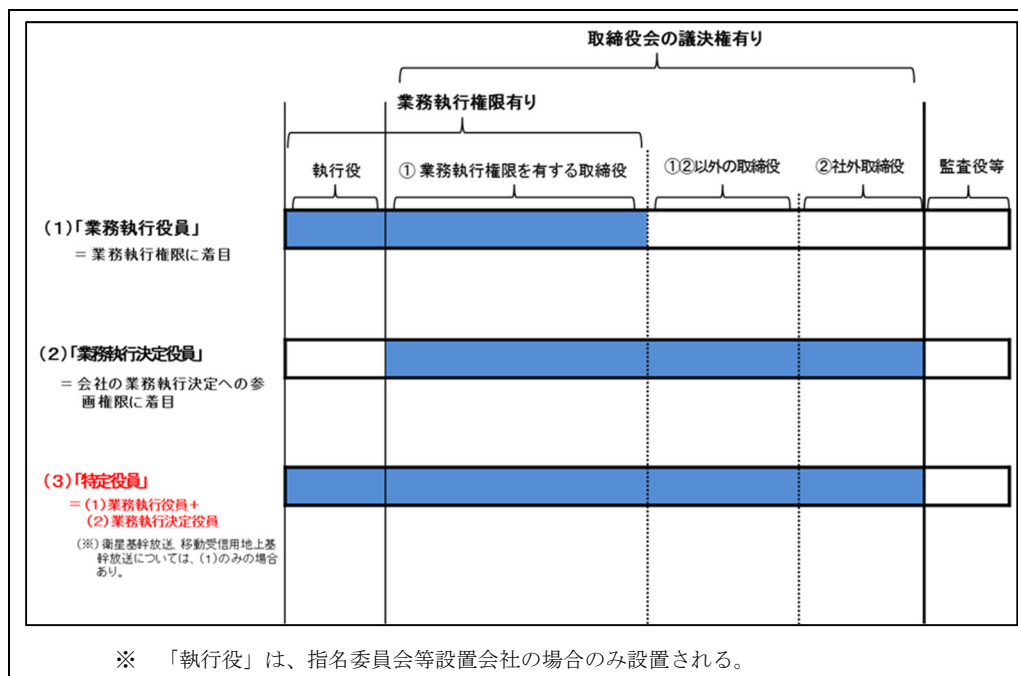 取締役会の議決権有り
業務執行権限有り
執行役
①業務執行権限を有する取締役
①②以外の取締役
②社外取締役
監査役等
(1)「業務執行役員」
= 業務執行権限に着目
(2)「業務執行決定役員」
= 会社の業務執行決定への参
画権限に着目
(3)「特定役員」
= (1)業務執行役員+
(2)業務執行決定役員
(※)衛星基幹放送、移動受信用地上基
幹放送については、(1)のみの場合
あり。
※ 「執行役」は、指名委員会等設置会社の場合のみ設置される。